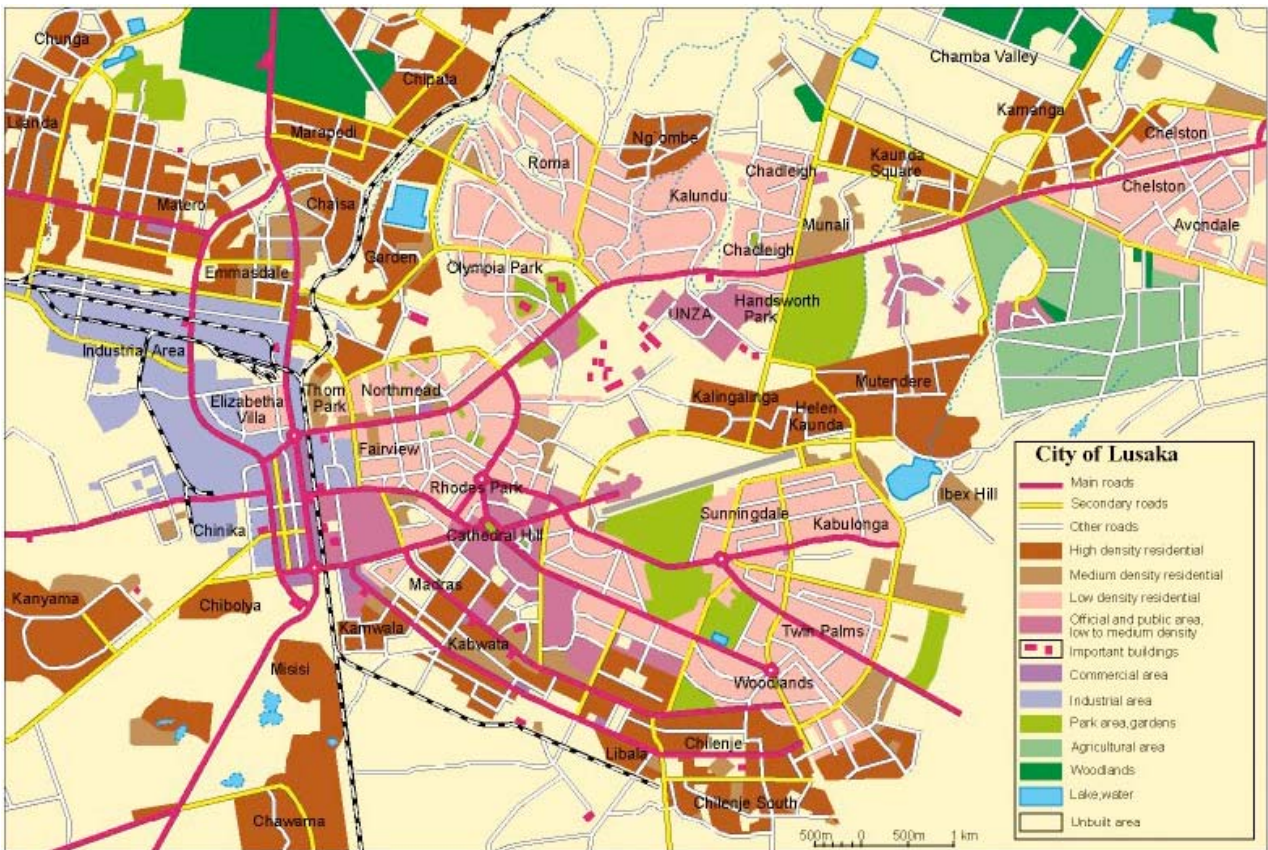 Chunga
Chamba Valley
Chipata
Kamanga
Lilanda
Marapodi
Ng`ombe
Chelston
Roma
Kaunda
Square
Chadleigh
Chelston
Matero
Chaisa
Kalundu
Munali
Avondale
Chadleigh
Garden
Emmasdale
Olympia Park
UNZA
Handsworth
Park
Industrial Area
Mutendere
Thorn
Park
Northmead
Elizabetha
Villa
Kalingalinga
Helen
Kaunda
Fairview
Rhodes Park
Ibex Hill
Sunningdale
Kabulonga
Chinika
Cathedral Hill
Madras
Kanyama
Chibolya
Kamwala
Kabwata
Twin Palms
Misisi
Woodlands
Libala
Chilenje
Chilenje South
Chawama
City of Lusaka
Main roads
Secondary roads
Other roads
High density residential
Medium density residential
Low density residential
Official and public area,
low to medium density
Important buildings
Commercial area
Industrial area
Park area,gardens
Agricultural area
Woodlands
Lake,water
Unbuilt area
500m 0 500m 1 km